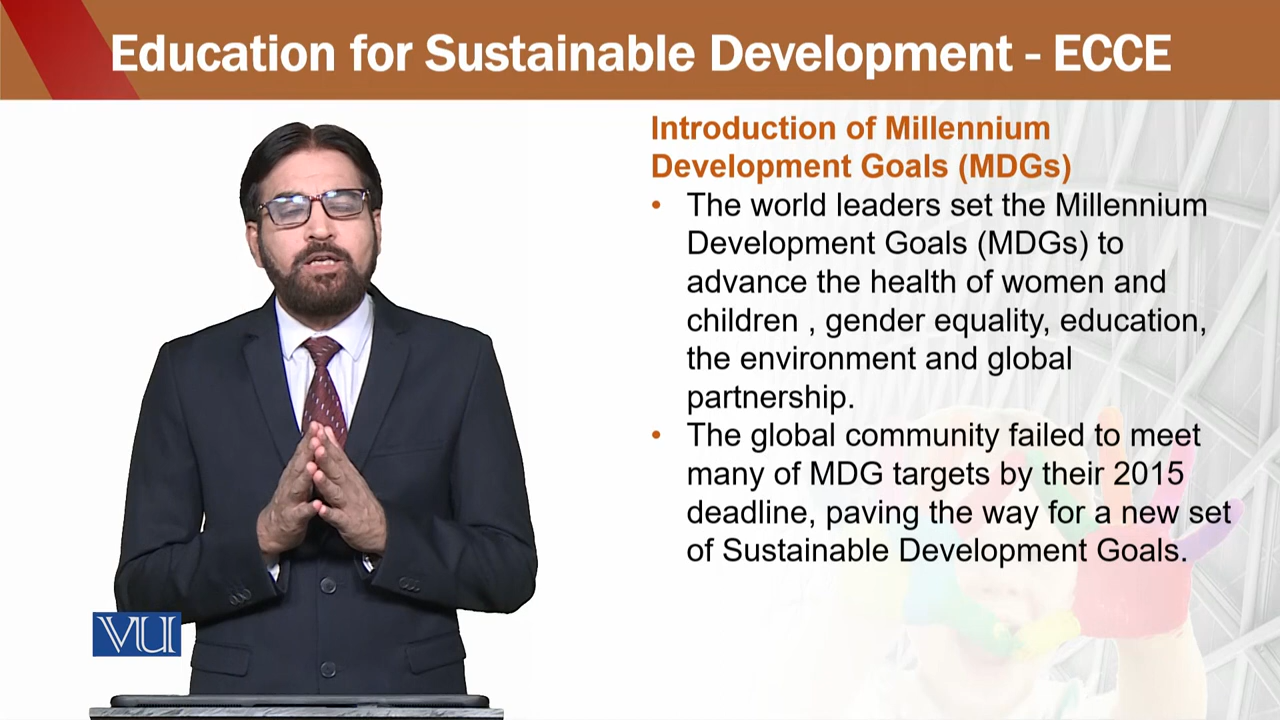 Education for Sustainable Development - ECCE
Introduction of Millennium
Development Goals (MDGs)
• The world leaders set the Millennium
Development Goals (MDGs) to
advance the health of women and
children , gender equality, education,
the environment and global
partnership.
• The global community failed to meet
many of MDG targets by their 2015
deadline, paving the way for a new set
of Sustainable Development Goals.
VU